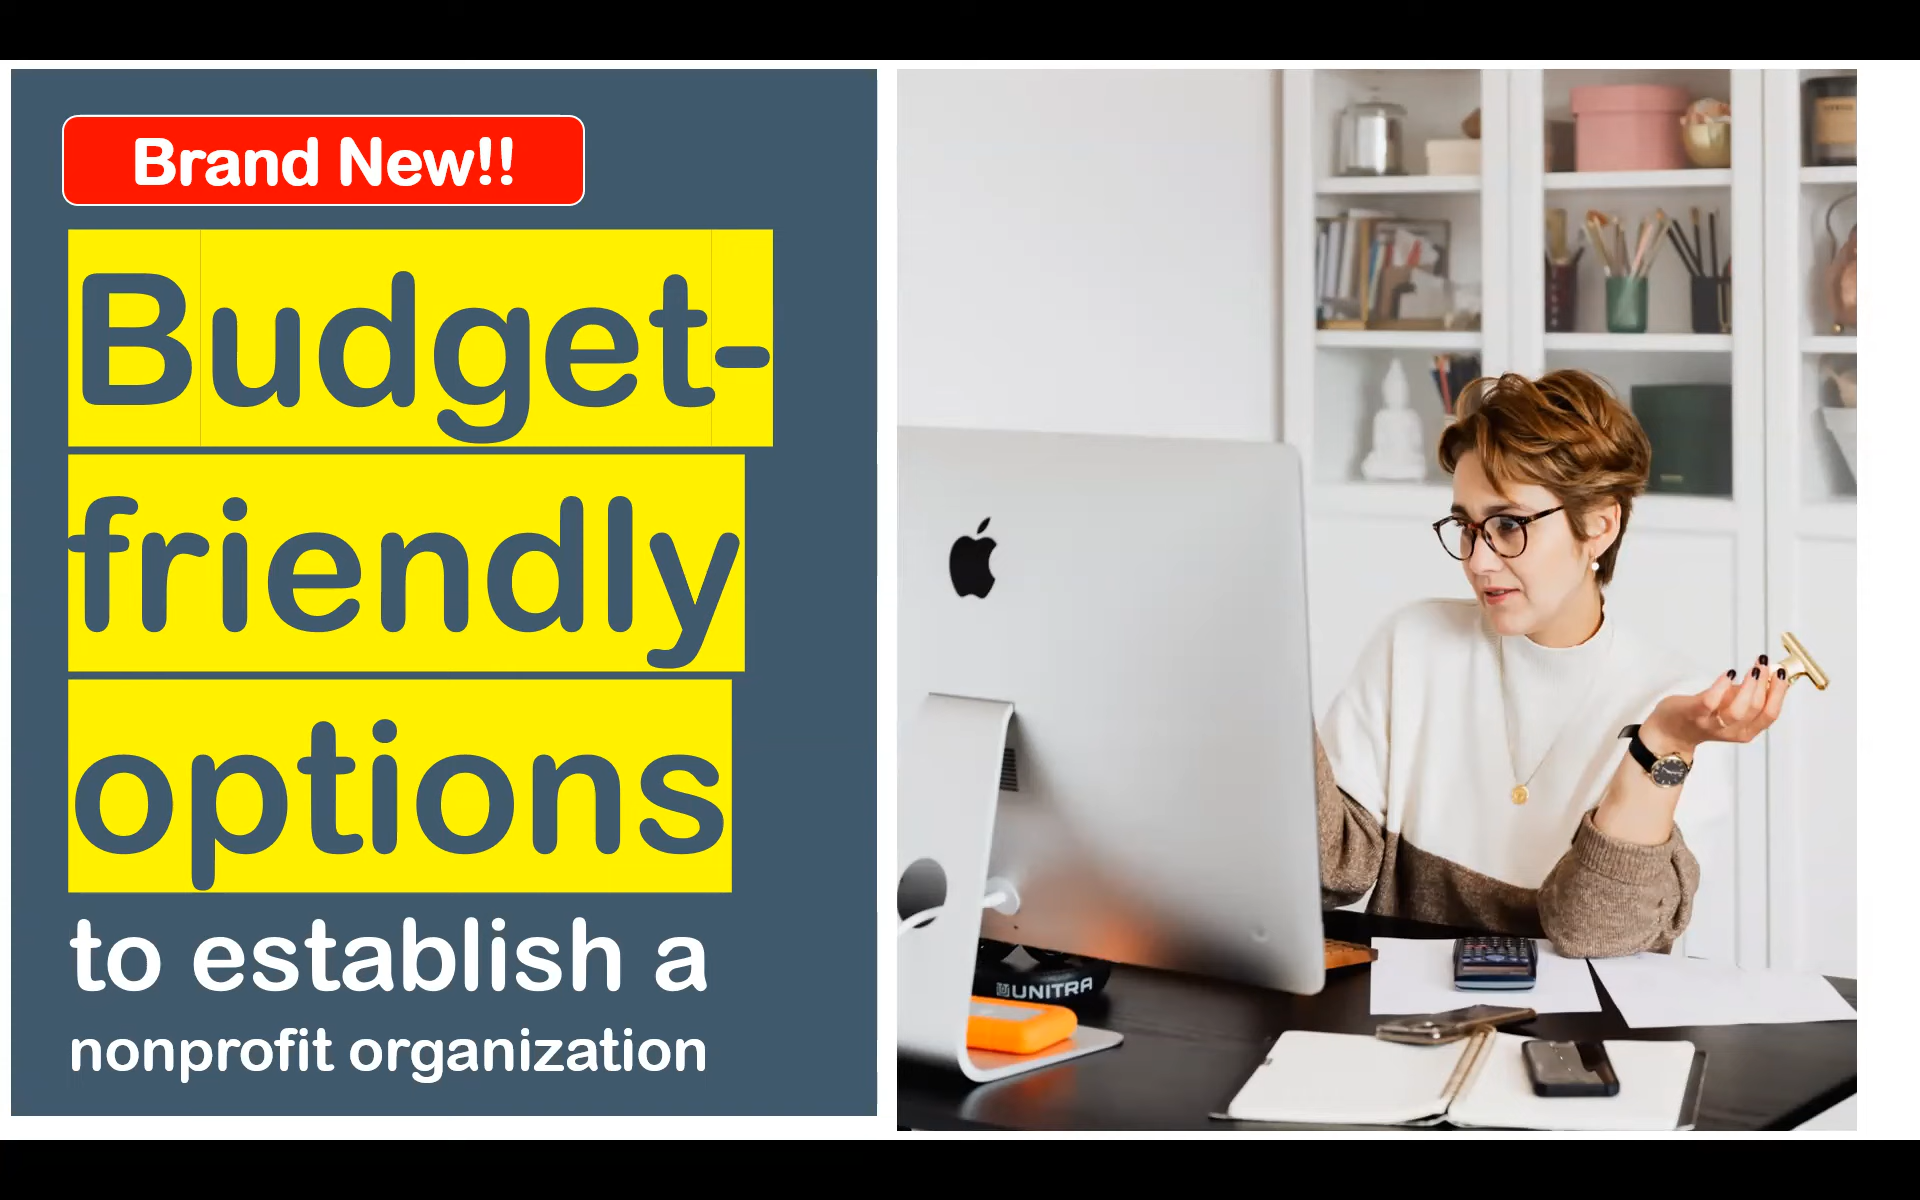 Brand New!!
Budget-
friendly
options
to establish a
nonprofit organization
UNITRA